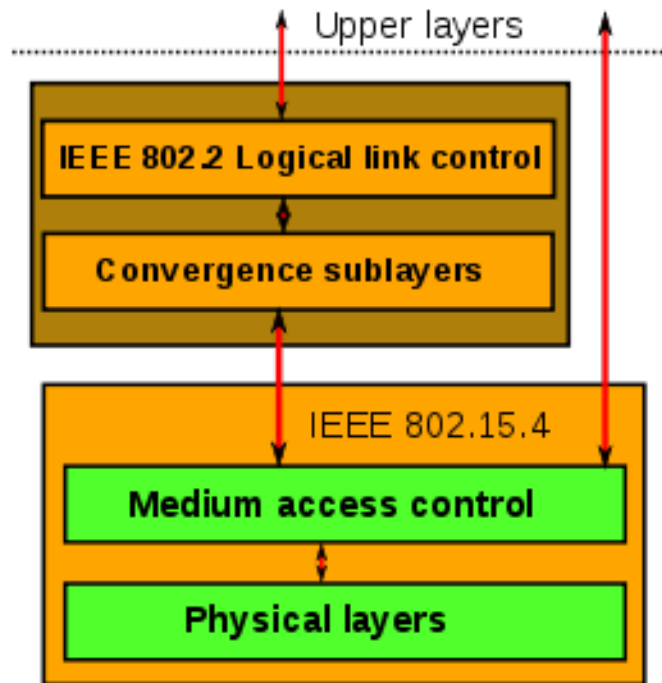 Upper layers
IEEE 802.2 Logical link control
Convergence sublayers
IEEE 802.15.4
Medium access control
Physical layers